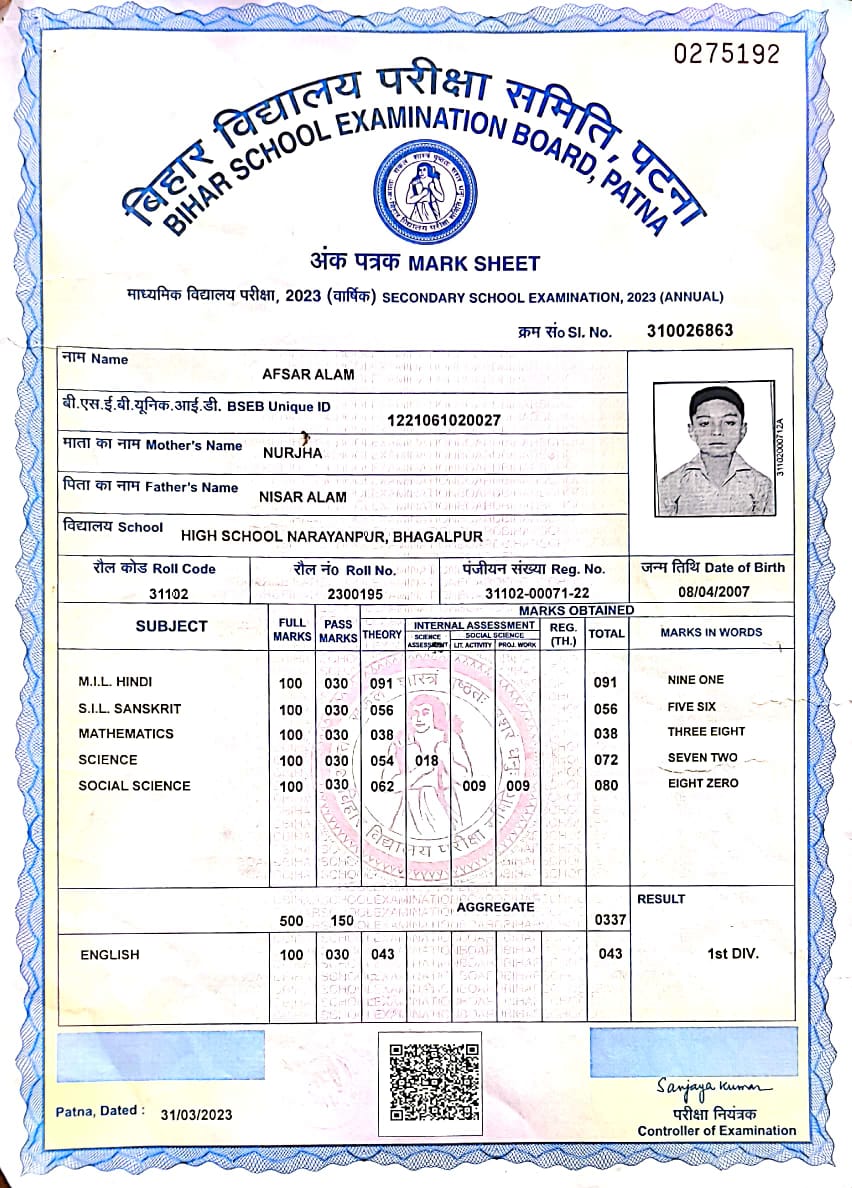 0275192
बिहार विद्यालय परीक्षा समिति, पटना
BIHAR SCHOOL EXAMINATION BOARD, PATNA
अंक पत्रक MARK SHEET
माध्यमिक विद्यालय परीक्षा, 2023 (वार्षिक) SECONDARY SCHOOL EXAMINATION, 2023 (ANNUAL)
क्रम सं० Sl. No. 310026863
नाम Name
AFSAR ALAM
बी.एस.ई.बी.यूनिक.आई.डी. BSEB Unique ID
1221061020027
माता का नाम Mother's Name
NURJHA
पिता का नाम Father's Name
NISAR ALAM
विद्यालय School
HIGH SCHOOL NARAYANPUR, BHAGALPUR
31102000712A
रौल कोड Roll Code रौल नं० Roll No. पंजीयन संख्या Reg. No. जन्म तिथि Date of Birth
31102 2300195 31102-00071-22 08/04/2007
MARKS OBTAINED
SUBJECT FULL MARKS PASS MARKS THEORY INTERNAL ASSESSMENT REG. (TH.) TOTAL MARKS IN WORDS
SCIENCE ASSESSMENT SOCIAL SCIENCE
LIT. ACTIVITY PROJ. WORK
M.I.L. HINDI 100 030 091 091 NINE ONE
S.I.L. SANSKRIT 100 030 056 056 FIVE SIX
MATHEMATICS 100 030 038 038 THREE EIGHT
SCIENCE 100 030 054 018 072 SEVEN TWO
SOCIAL SCIENCE 100 030 062 009 009 080 EIGHT ZERO
500 150 AGGREGATE 0337 RESULT
ENGLISH 100 030 043 043 1st DIV.
Patna, Dated : 31/03/2023
Sanjaya Kumar
परीक्षा नियंत्रक
Controller of Examination